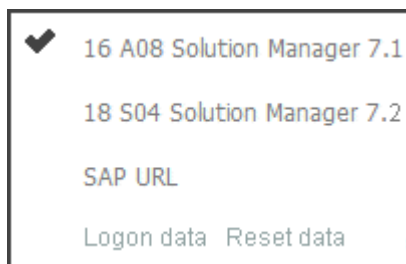 16 A08 Solution Manager 7.1
18 S04 Solution Manager 7.2
SAP URL
Logon data Reset data